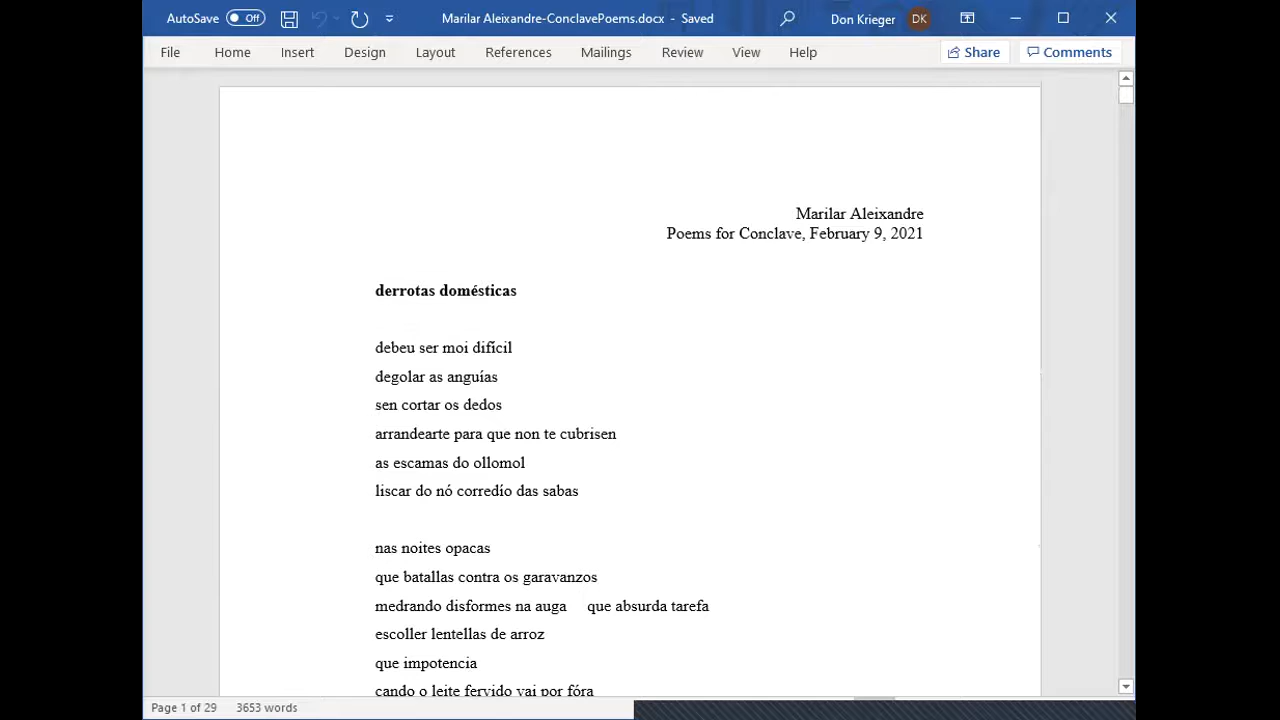 AutoSave Off Marilar Aleixandre-ConclavePoems.docx - Saved Don Krieger DK
File Home Insert Design Layout References Mailings Review View Help Share Comments
Marilar Aleixandre
Poems for Conclave, February 9, 2021
derrotas domésticas
debeu ser moi difícil
degolar as anguías
sen cortar os dedos
arrandearte para que non te cubrisen
as escamas do ollomol
liscar do nó corredío das sabas
nas noites opacas
que batallas contra os garavanzos
medrando disformes na auga que absurda tarefa
escoller lentellas de arroz
que impotencia
cando o leite fervido vai por fóra
Page 1 of 29 3653 words